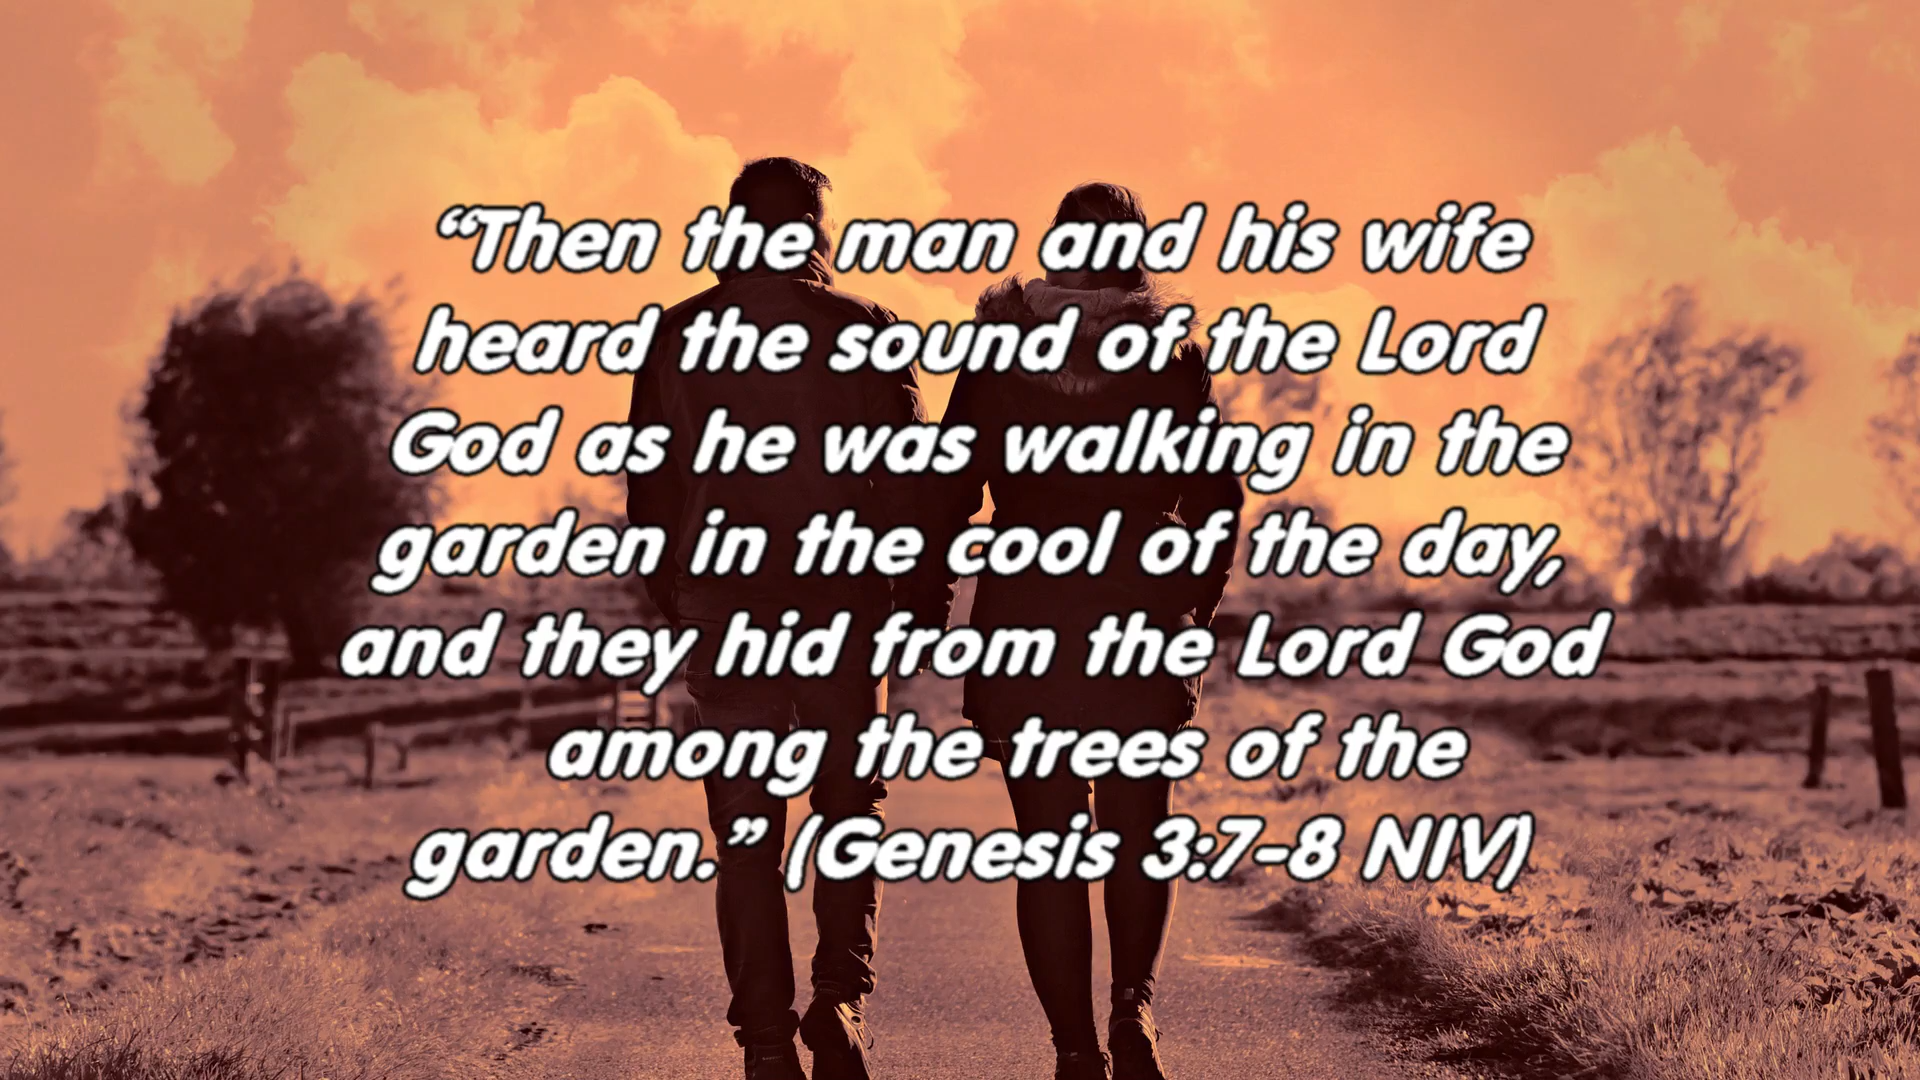 “Then the man and his wife
heard the sound of the Lord
God as he was walking in the
garden in the cool of the day,
and they hid from the Lord God
among the trees of the
garden.” (Genesis 3:7-8 NIV)